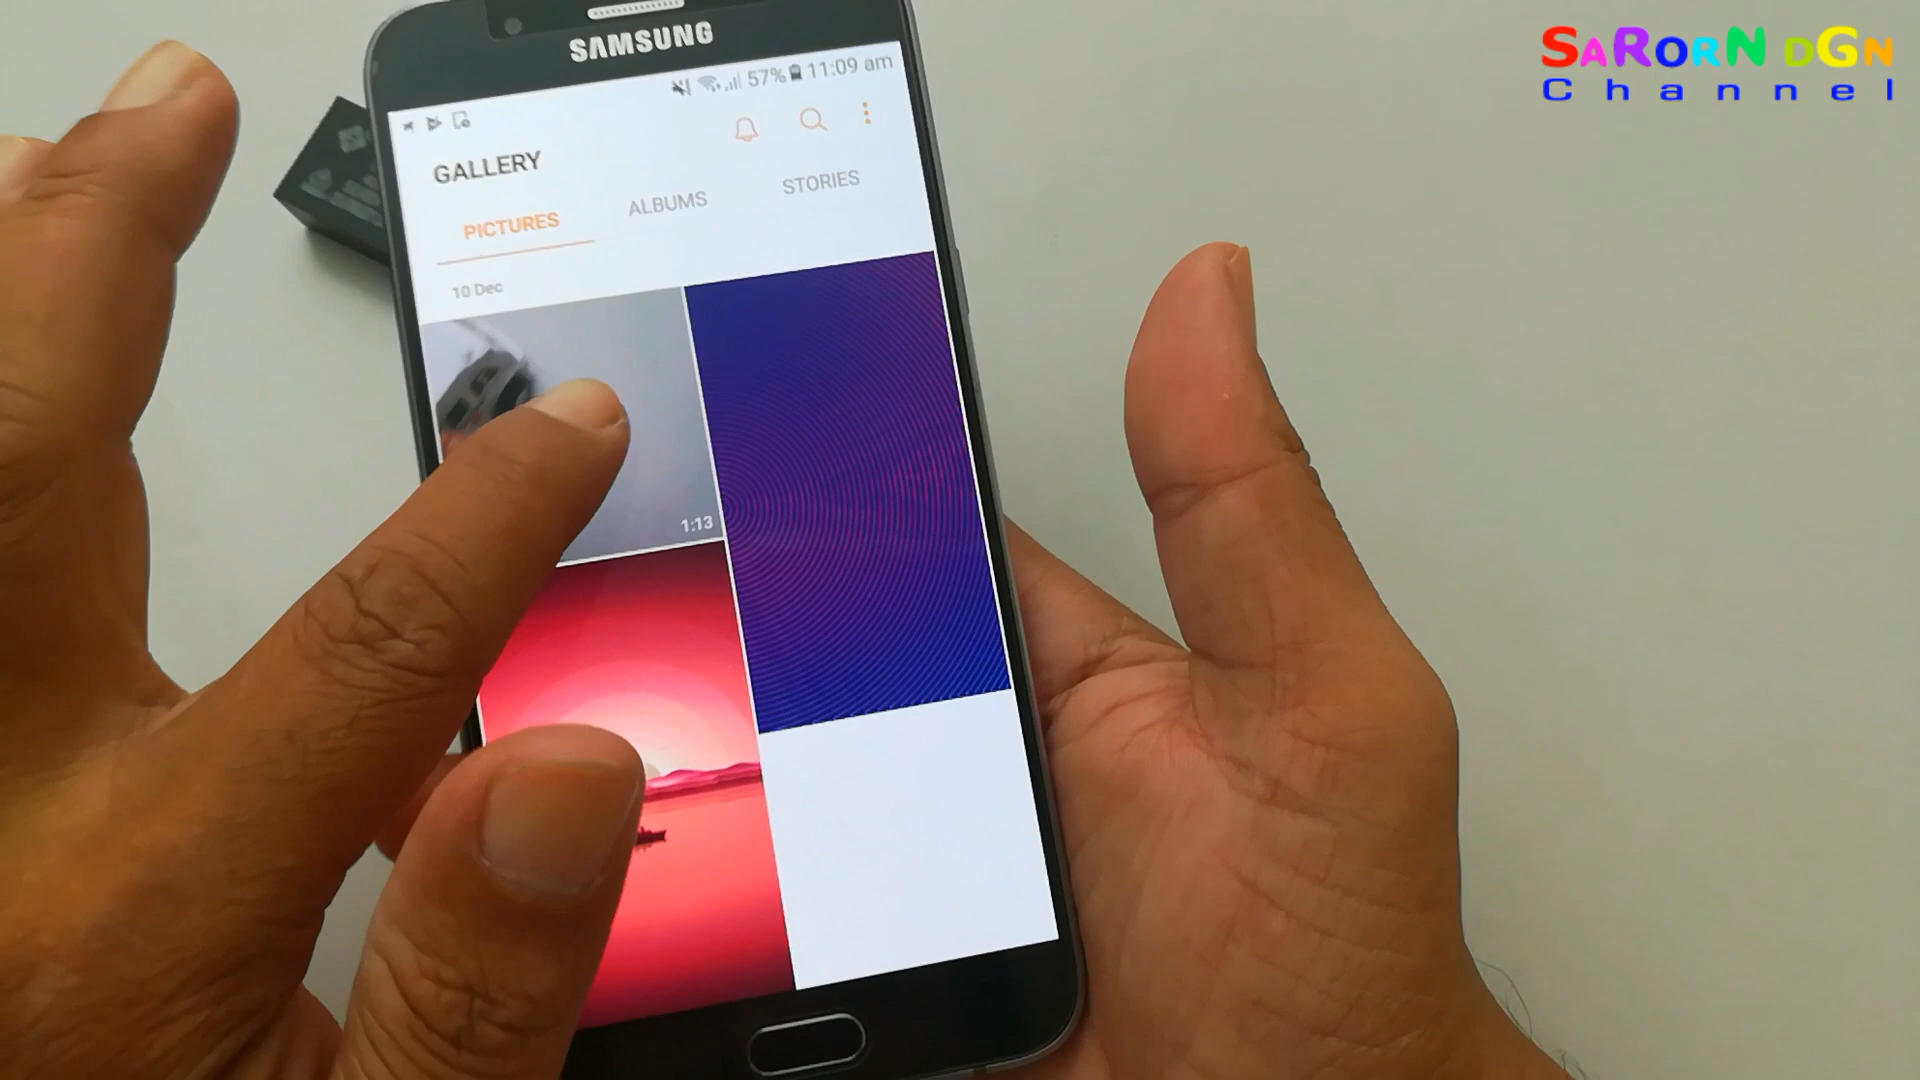 SaRorN dGn
Channel
SAMSUNG
57% 11:09 am
GALLERY
PICTURES ALBUMS STORIES
10 Dec
1:13